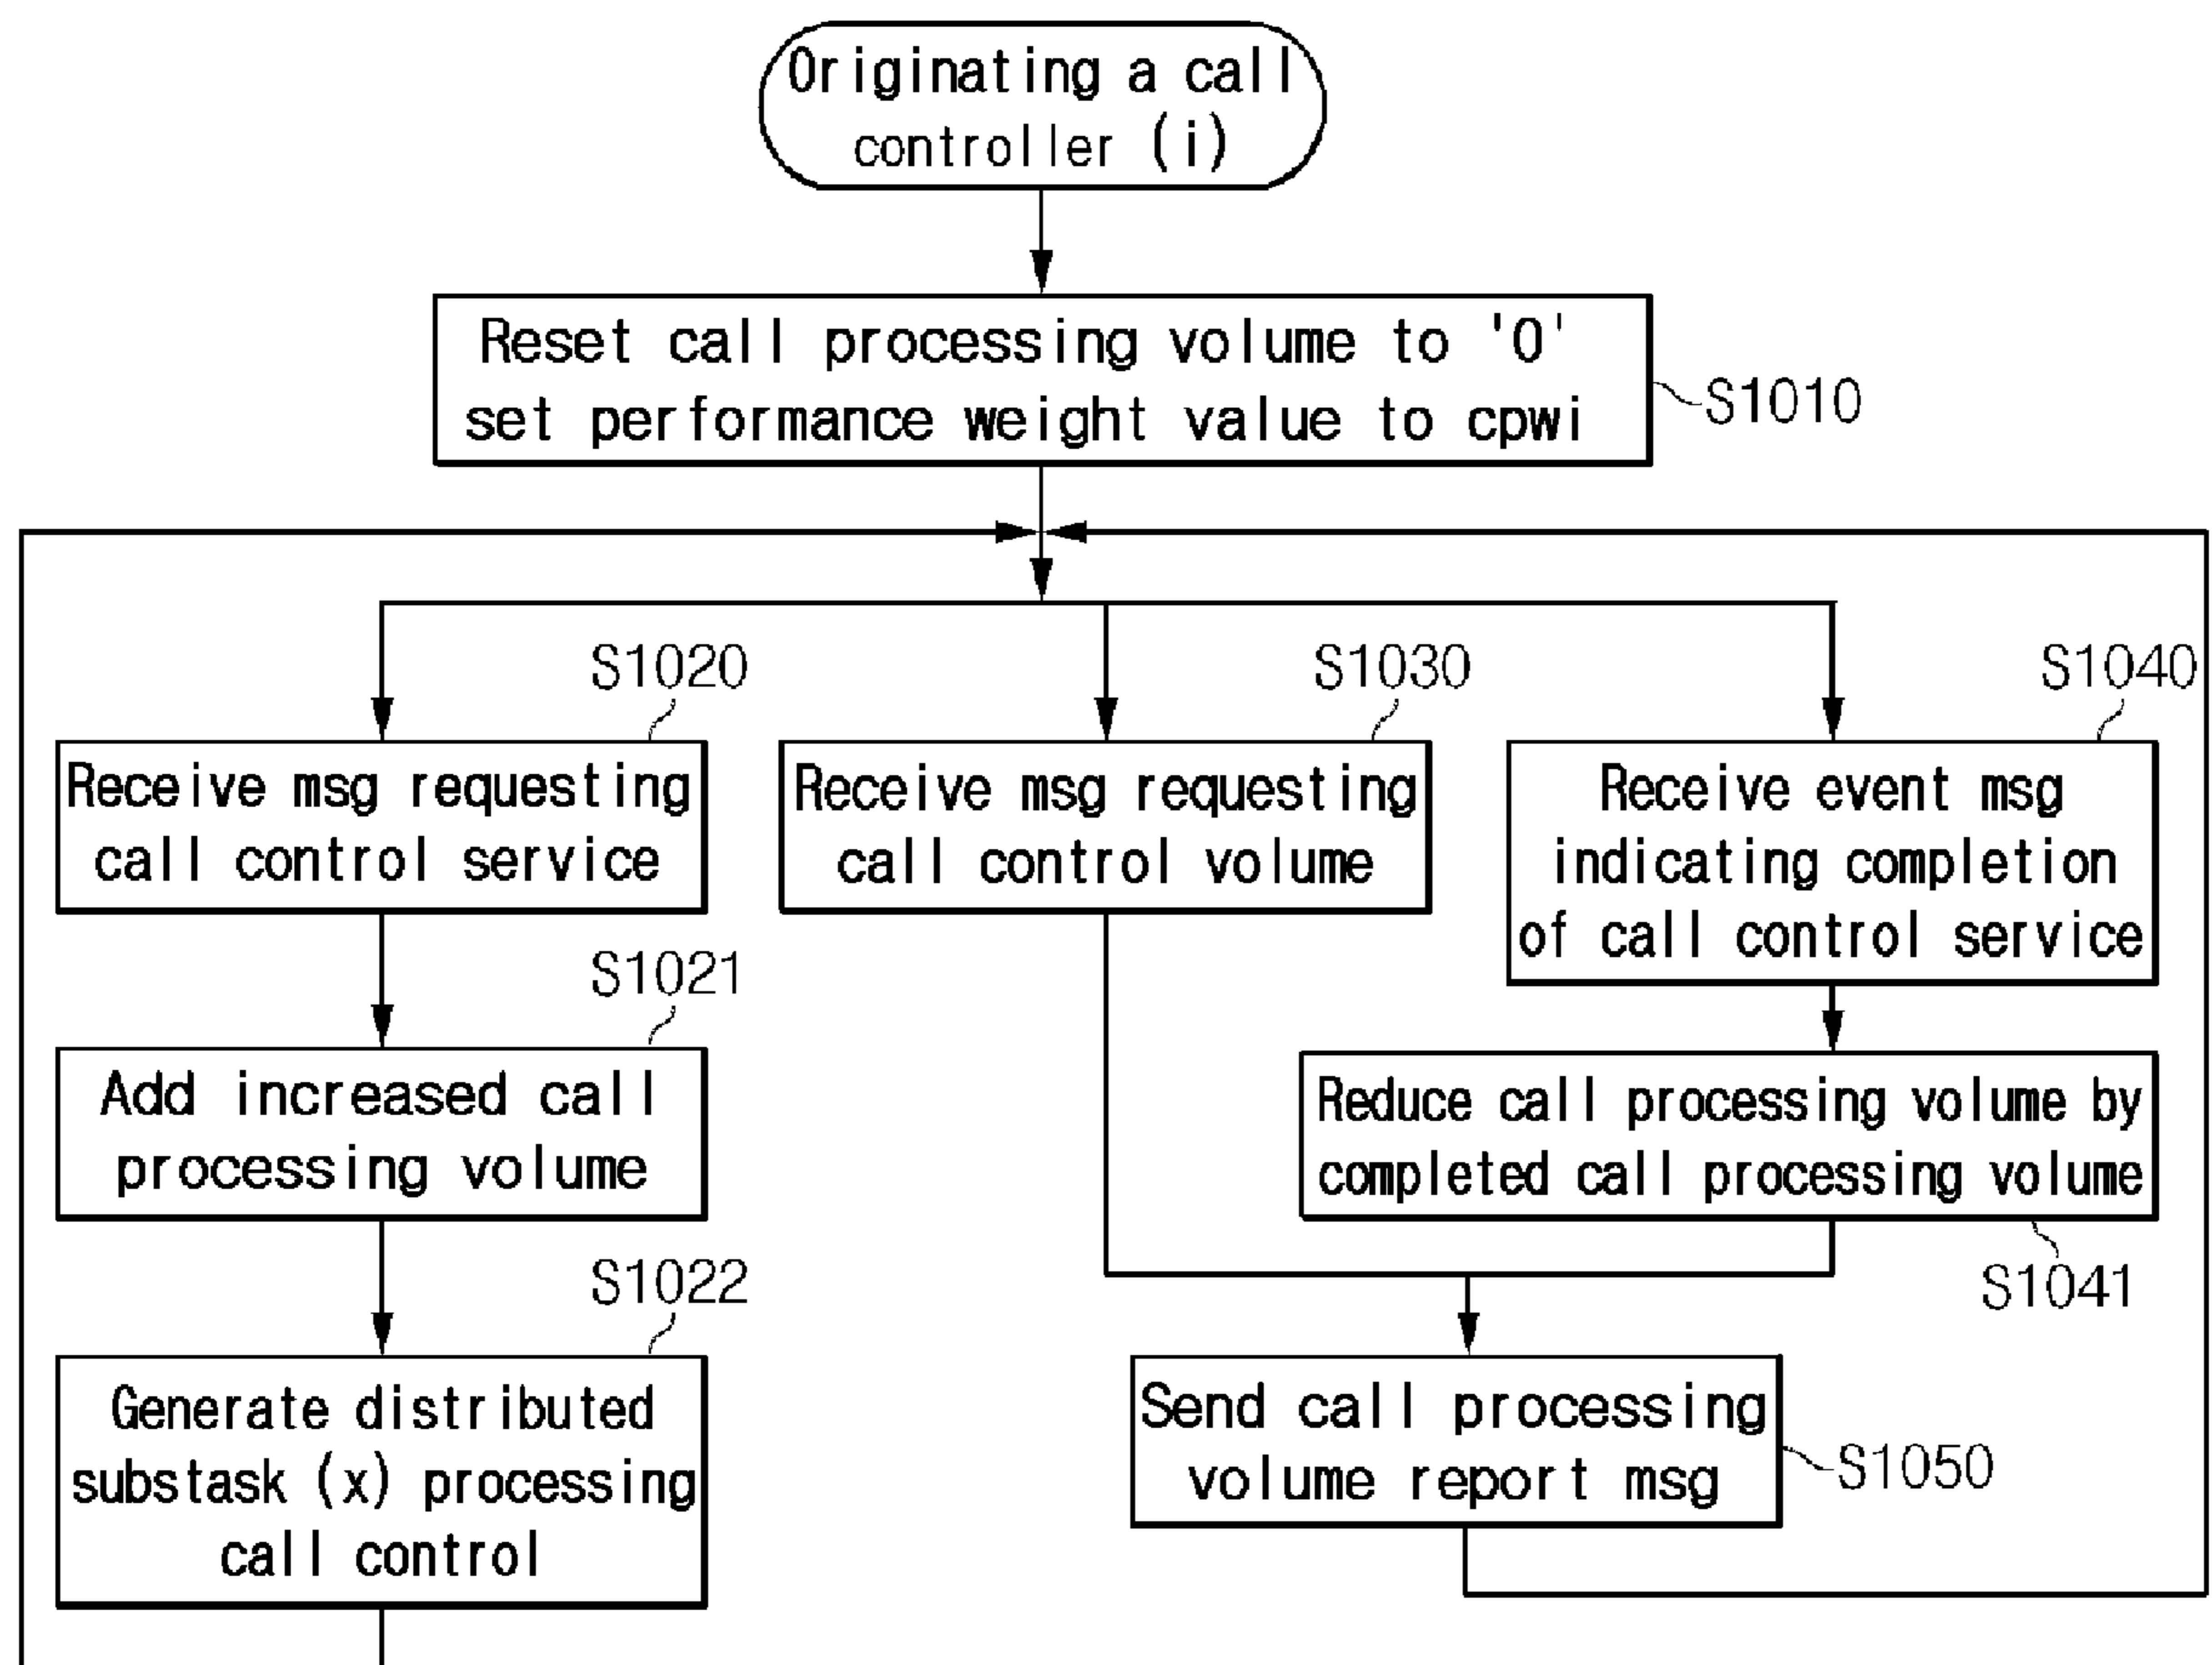 Originating a call
controller (i)
Reset call processing volume to '0'
set performance weight value to cpwi
S1010
S1020
Receive msg requesting
call control service
S1030
Receive msg requesting
call control volume
S1040
Receive event msg
indicating completion
of call control service
S1021
Add increased call
processing volume
Reduce call processing volume by
completed call processing volume
S1041
S1022
Generate distributed
substask (x) processing
call control
Send call processing
volume report msg
S1050